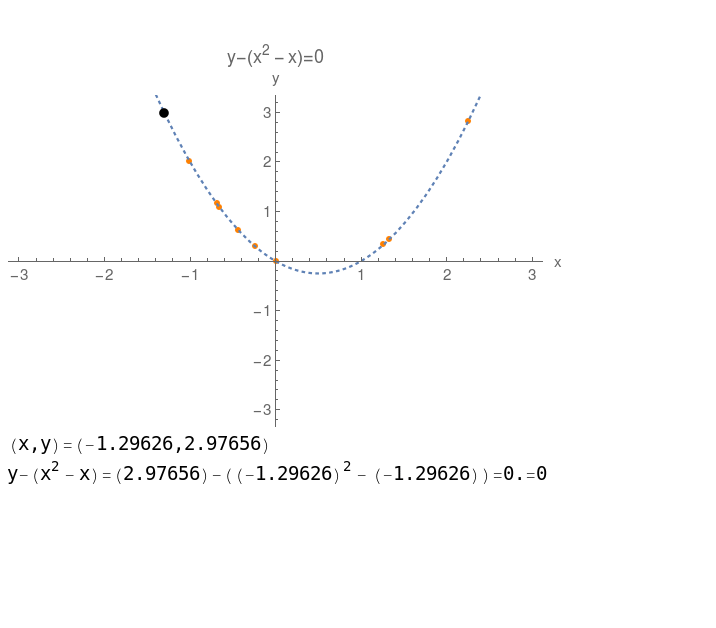 y−(x² − x)=0
y
3
2
1
−3 −2 −1 1 2 3 x
−1
−2
−3
(x,y)=(−1.29626,2.97656)
y−(x² − x)=(2.97656)−((−1.29626)² − (−1.29626))=0.=0